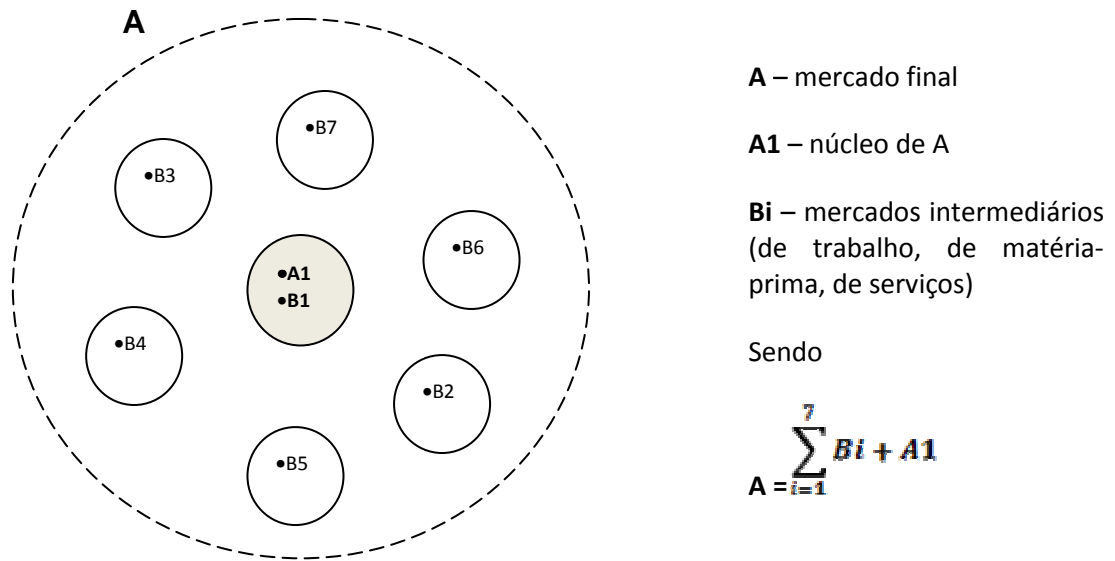 A
•B7
•B3
•B6
•A1
•B1
•B4
•B2
•B5
A – mercado final
A1 – núcleo de A
Bi – mercados intermediários
(de trabalho, de matéria-
prima, de serviços)
Sendo
7
A = ∑ Bi + A1
i=1